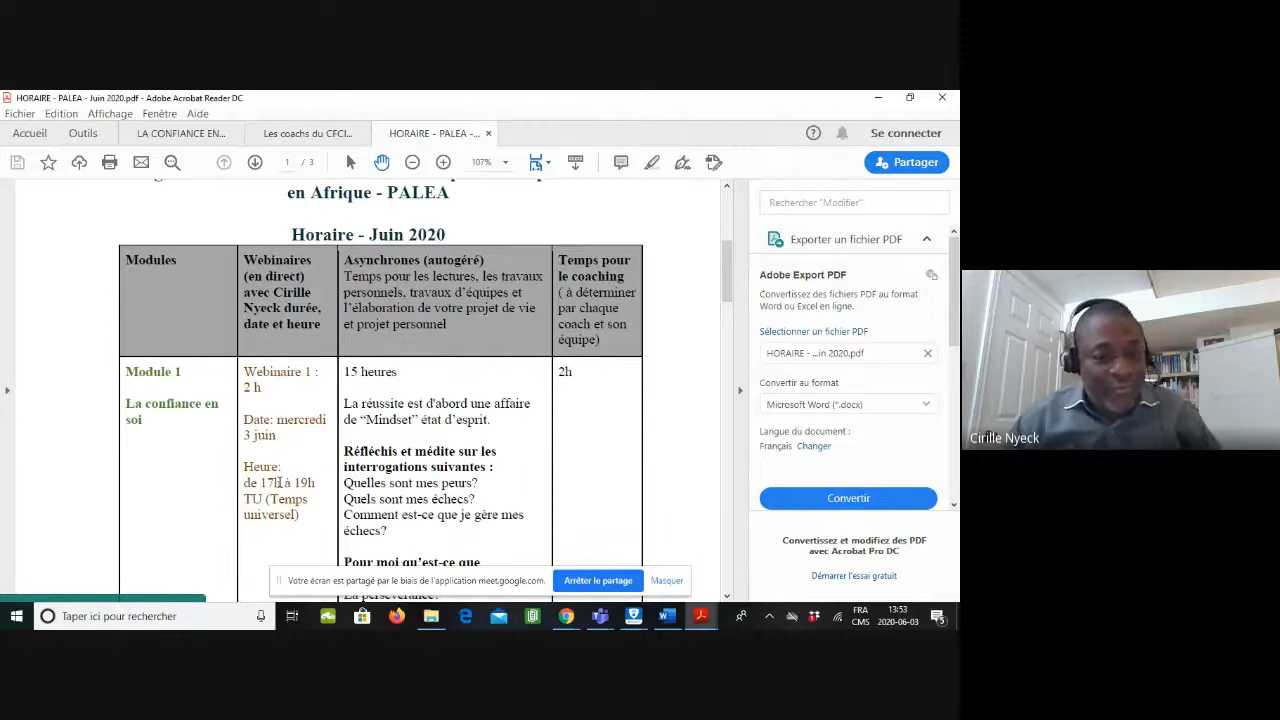 HORAIRE - PALEA - Juin 2020.pdf - Adobe Acrobat Reader DC
Fichier Edition Affichage Fenêtre Aide
Accueil Outils LA CONFIANCE EN... Les coachs du CFCI... HORAIRE - PALEA -... × Se connecter
1 / 3 107% Partager
en Afrique - PALEA
Horaire - Juin 2020
Modules
Webinaires
(en direct)
avec Cirille
Nyeck durée,
date et heure
Asynchrones (autogéré)
Temps pour les lectures, les travaux
personnels, travaux d'équipes et
l'élaboration de votre projet de vie
et projet personnel
Temps pour
le coaching
( à déterminer
par chaque
coach et son
équipe)
Module 1
La confiance en
soi
Webinaire 1 :
2 h
Date: mercredi
3 juin
Heure:
de 17h à 19h
TU (Temps
universel)
15 heures
La réussite est d'abord une affaire
de “Mindset” état d'esprit.
Réfléchis et médite sur les
interrogations suivantes :
Quelles sont mes peurs?
Quels sont mes échecs?
Comment est-ce que je gère mes
échecs?
Pour moi qu'est-ce que
2h
Rechercher "Modifier"
Exporter un fichier PDF
Adobe Export PDF
Convertissez des fichiers PDF au format
Word ou Excel en ligne.
Sélectionner un fichier PDF
HORAIRE - ...in 2020.pdf
Convertir au format
Microsoft Word (*.docx)
Langue du document :
Français Changer
Convertir
Convertissez et modifiez des PDF
avec Acrobat Pro DC
Démarrer l'essai gratuit
Votre écran est partagé par le biais de l'application meet.google.com. Arrêter le partage Masquer
Taper ici pour rechercher
FRA
CMS
13:53
2020-06-03
5
Cirille Nyeck